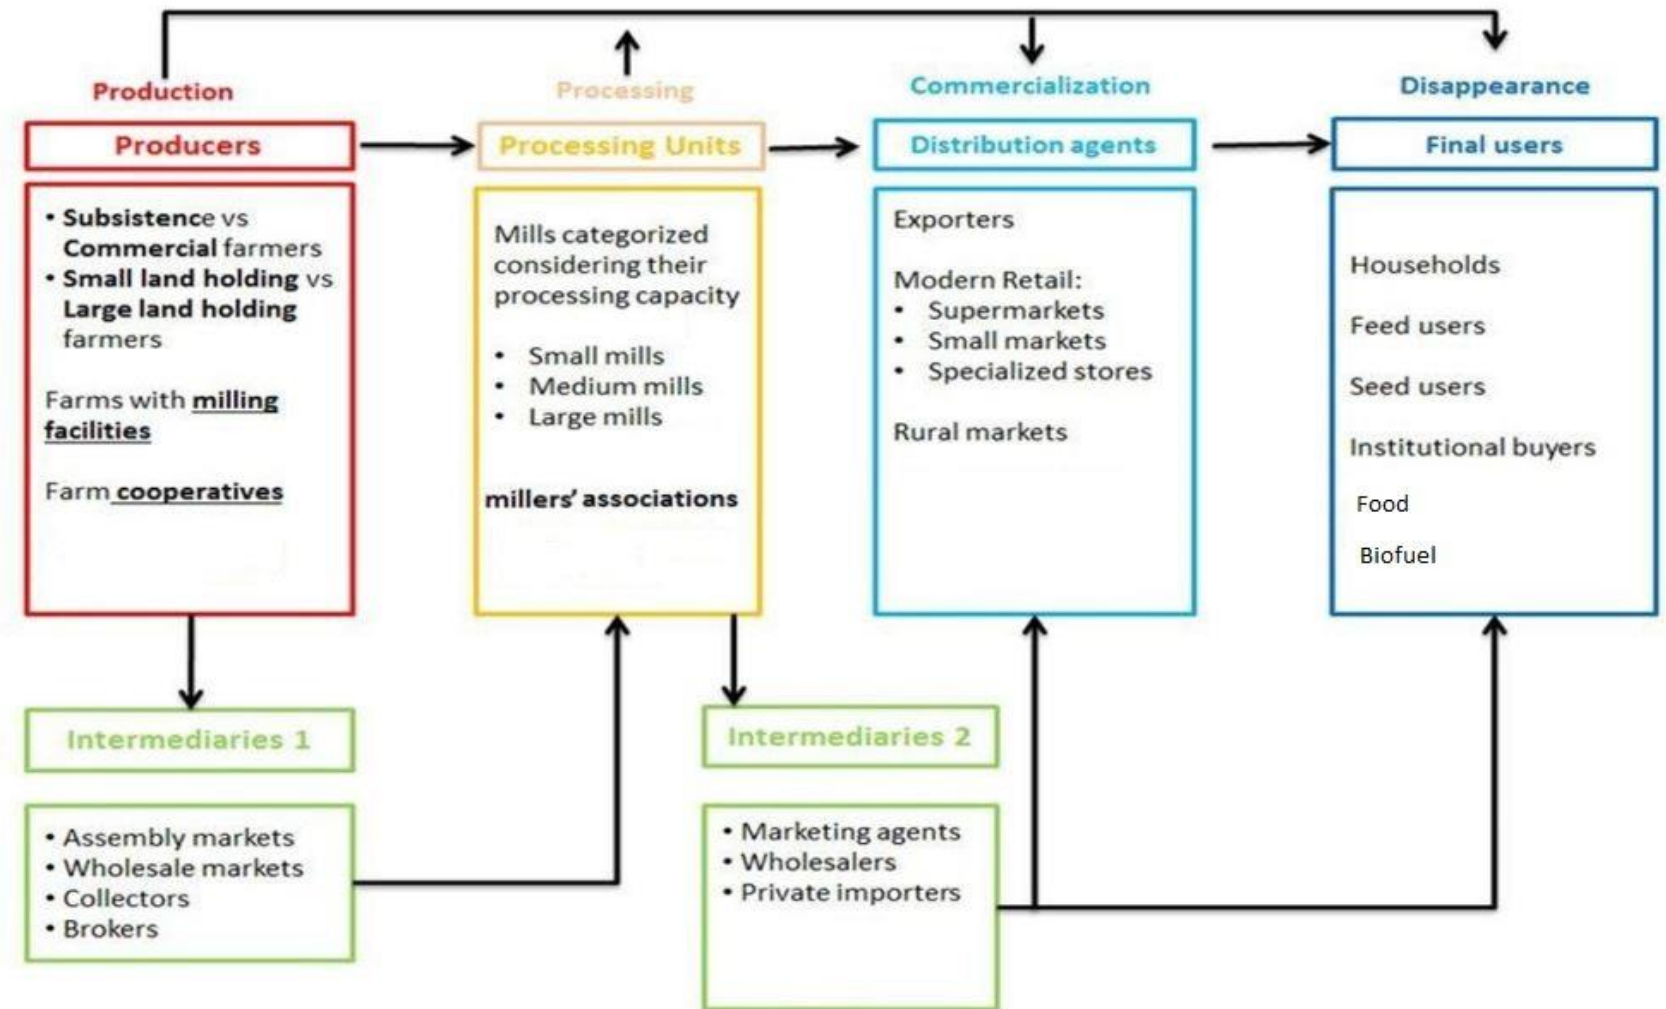 Production
Producers
• Subsistence vs
Commercial farmers
• Small land holding vs
Large land holding
farmers
Farms with milling
facilities
Farm cooperatives
Processing
Processing Units
Mills categorized
considering their
processing capacity
• Small mills
• Medium mills
• Large mills
millers' associations
Commercialization
Distribution agents
Exporters
Modern Retail:
• Supermarkets
• Small markets
• Specialized stores
Rural markets
Disappearance
Final users
Households
Feed users
Seed users
Institutional buyers
Food
Biofuel
Intermediaries 1
• Assembly markets
• Wholesale markets
• Collectors
• Brokers
Intermediaries 2
• Marketing agents
• Wholesalers
• Private importers